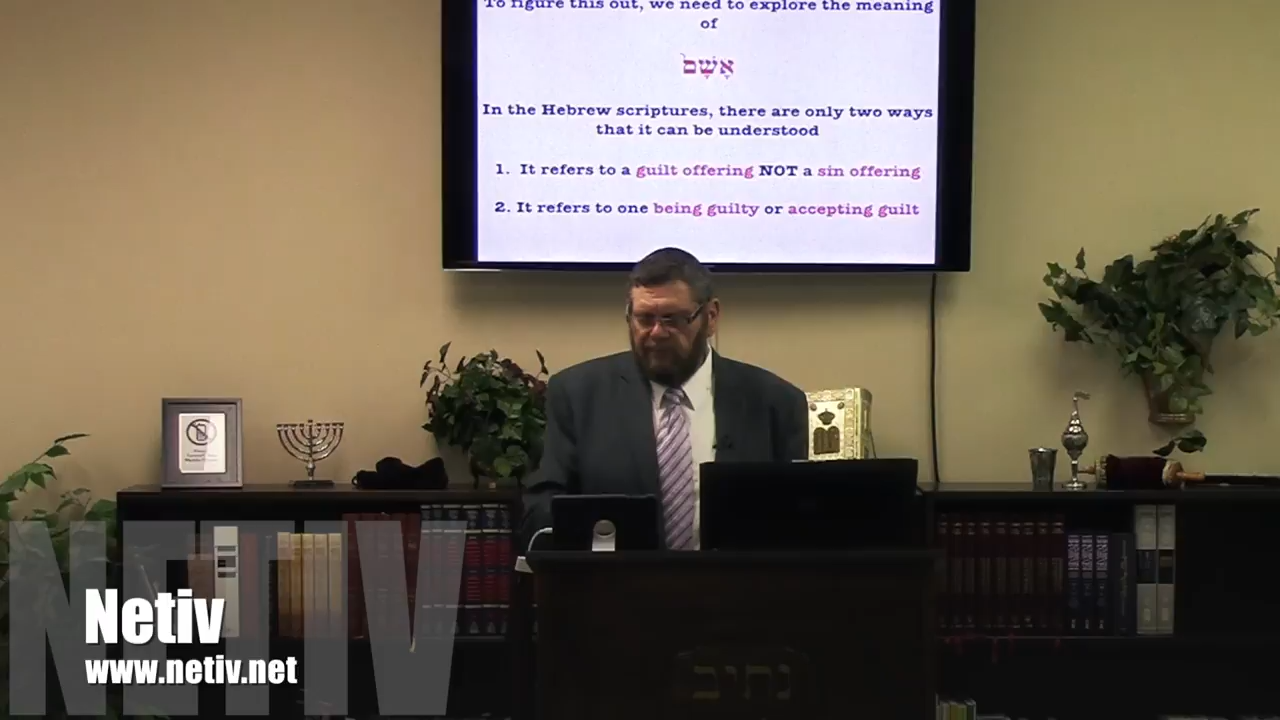 To figure this out, we need to explore the meaning
of
אָשָׁם֙
In the Hebrew scriptures, there are only two ways
that it can be understood
1. It refers to a guilt offering NOT a sin offering
2. It refers to one being guilty or accepting guilt
NETIV
Netiv
www.netiv.net
נתיב